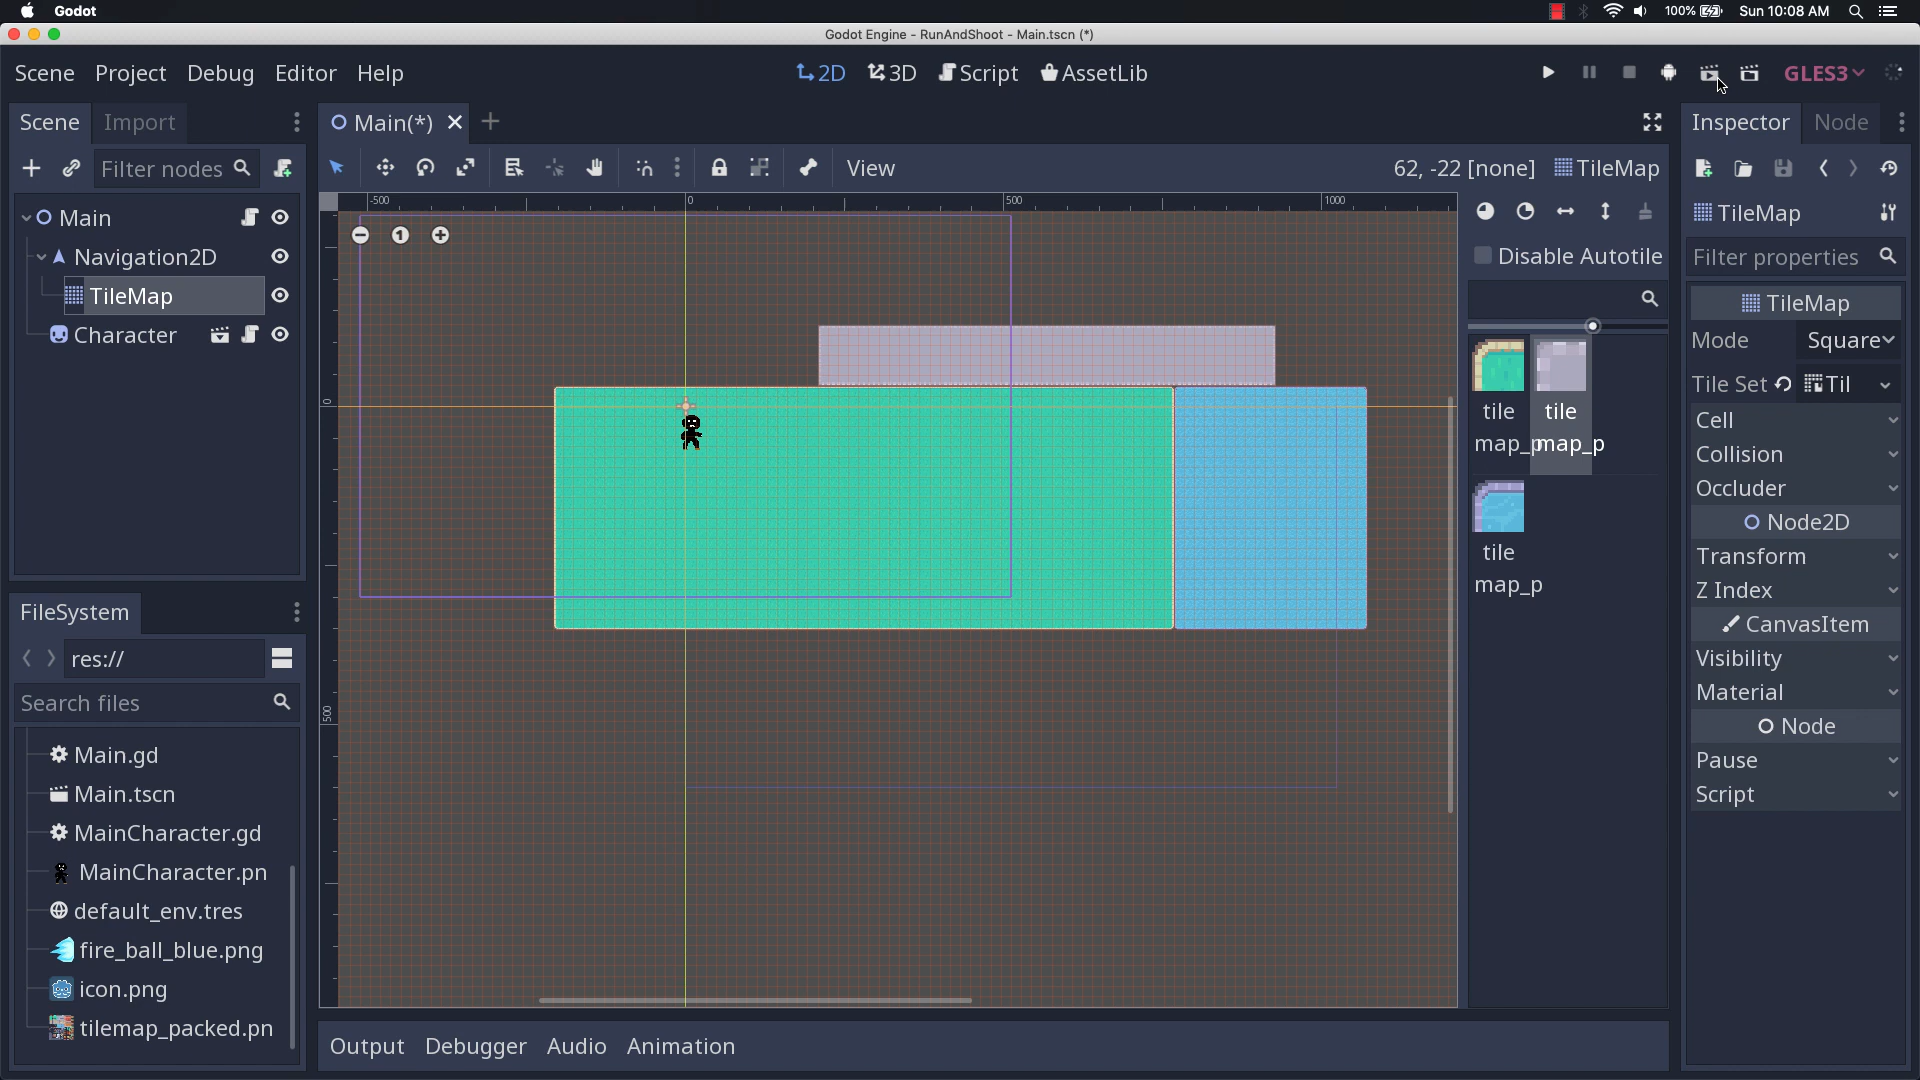 Godot
100%
Sun 10:08 AM
Godot Engine - RunAndShoot - Main.tscn (*)
Scene Project Debug Editor Help
2D 3D Script AssetLib
GLES3
Scene Import
Main(*)
Inspector Node
Filter nodes
View
62, -22 [none]
TileMap
Main
Navigation2D
TileMap
Character
-500 0 500 1000
0
500
1
Disable Autotile
tile map_p
tile map_p
tile map_p
TileMap
Filter properties
TileMap
Mode Square
Tile Set Til
Cell
Collision
Occluder
Node2D
Transform
Z Index
CanvasItem
Visibility
Material
Node
Pause
Script
FileSystem
res://
Search files
Main.gd
Main.tscn
MainCharacter.gd
MainCharacter.pn
default_env.tres
fire_ball_blue.png
icon.png
tilemap_packed.pn
Output Debugger Audio Animation